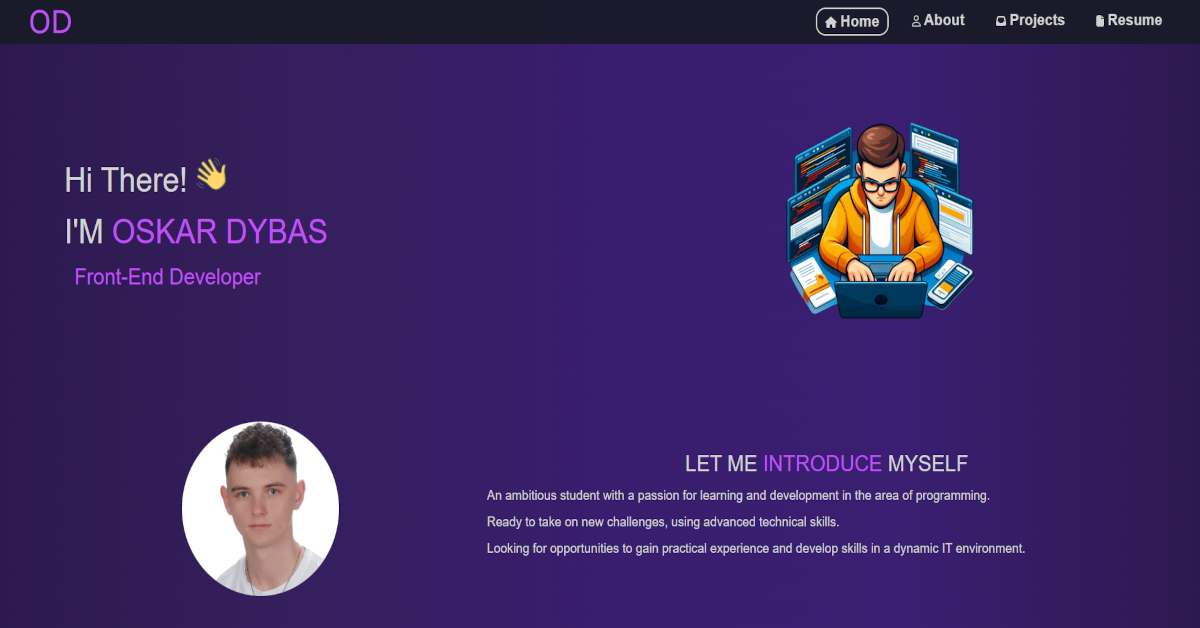 OD
Home
About
Projects
Resume
Hi There! 👋
I'M OSKAR DYBAS
Front-End Developer
LET ME INTRODUCE MYSELF
An ambitious student with a passion for learning and development in the area of programming.
Ready to take on new challenges, using advanced technical skills.
Looking for opportunities to gain practical experience and develop skills in a dynamic IT environment.